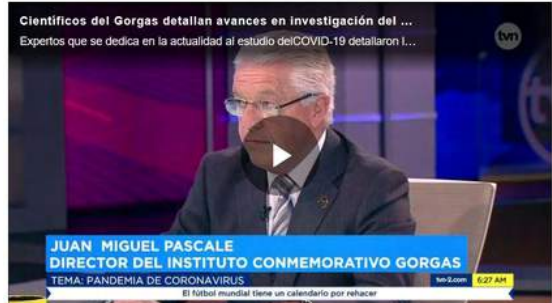 Científicos del Gorgas detallan avances en investigación del ...
Expertos que se dedica en la actualidad al estudio delCOVID-19 detallaron l...
tvn
JUAN MIGUEL PASCALE
DIRECTOR DEL INSTITUTO CONMEMORATIVO GORGAS
TEMA: PANDEMIA DE CORONAVIRUS
tvn-2.com
6:27 AM
El fútbol mundial tiene un calendario por rehacer